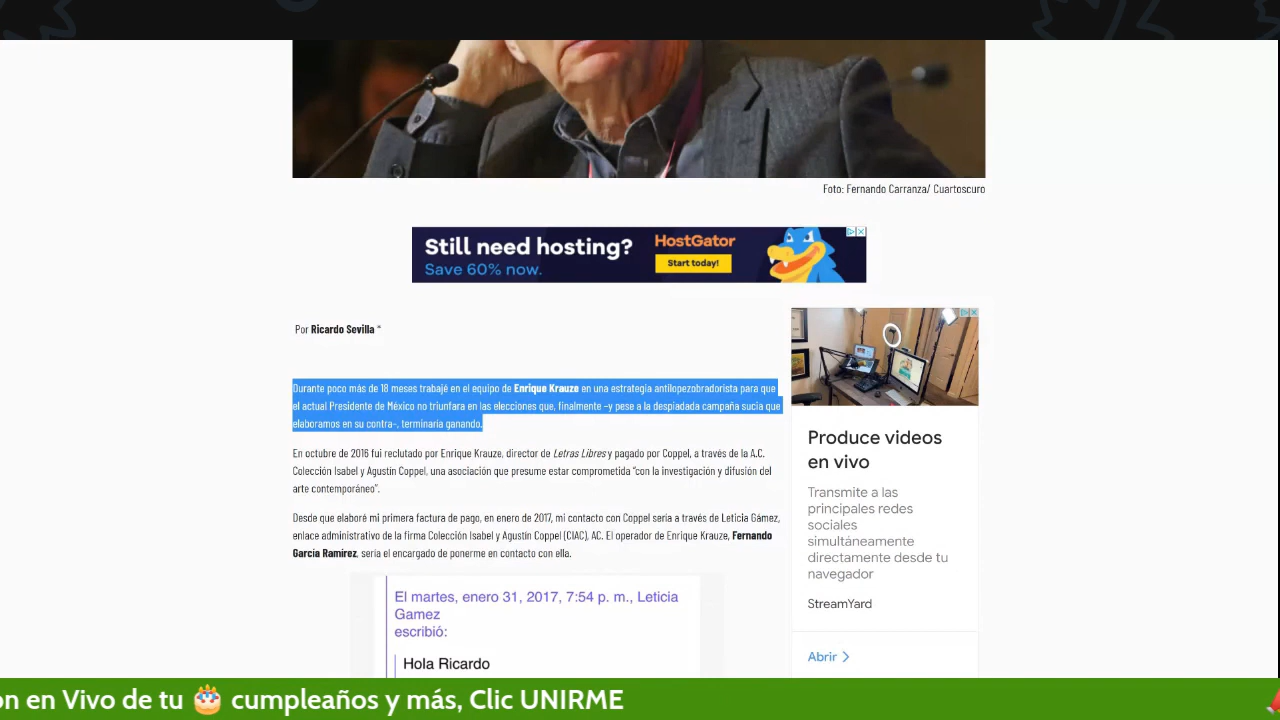 Foto: Fernando Carranza/ Cuartoscuro
Still need hosting?
Save 60% now.
HostGator
Start today!
Por Ricardo Sevilla *
Durante poco más de 18 meses trabajé en el equipo de Enrique Krauze en una estrategia antilopezobradorista para que
el actual Presidente de México no triunfara en las elecciones que, finalmente –y pese a la despiadada campaña sucia que
elaboramos en su contra–, terminaría ganando.
En octubre de 2016 fui reclutado por Enrique Krauze, director de Letras Libres y pagado por Coppel, a través de la A.C.
Colección Isabel y Agustín Coppel, una asociación que presume estar comprometida “con la investigación y difusión del
arte contemporáneo”.
Desde que elaboré mi primera factura de pago, en enero de 2017, mi contacto con Coppel sería a través de Leticia Gámez,
enlace administrativo de la firma Colección Isabel y Agustín Coppel (CIAC), AC. El operador de Enrique Krauze, Fernando
García Ramírez, sería el encargado de ponerme en contacto con ella.
El martes, enero 31, 2017, 7:54 p. m., Leticia
Gamez
escribió:
Hola Ricardo
Produce videos
en vivo
Transmite a las
principales redes
sociales
simultáneamente
directamente desde tu
navegador
StreamYard
Abrir
ón en Vivo de tu 🎂 cumpleaños y más, Clic UNIRME